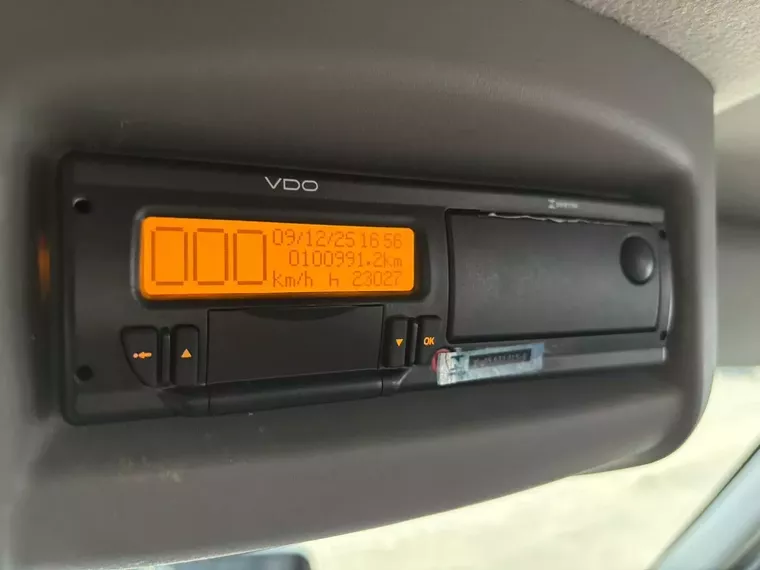 VDO
000
09/12/25 16 56
0100991.2km
km/h h 23027
OK